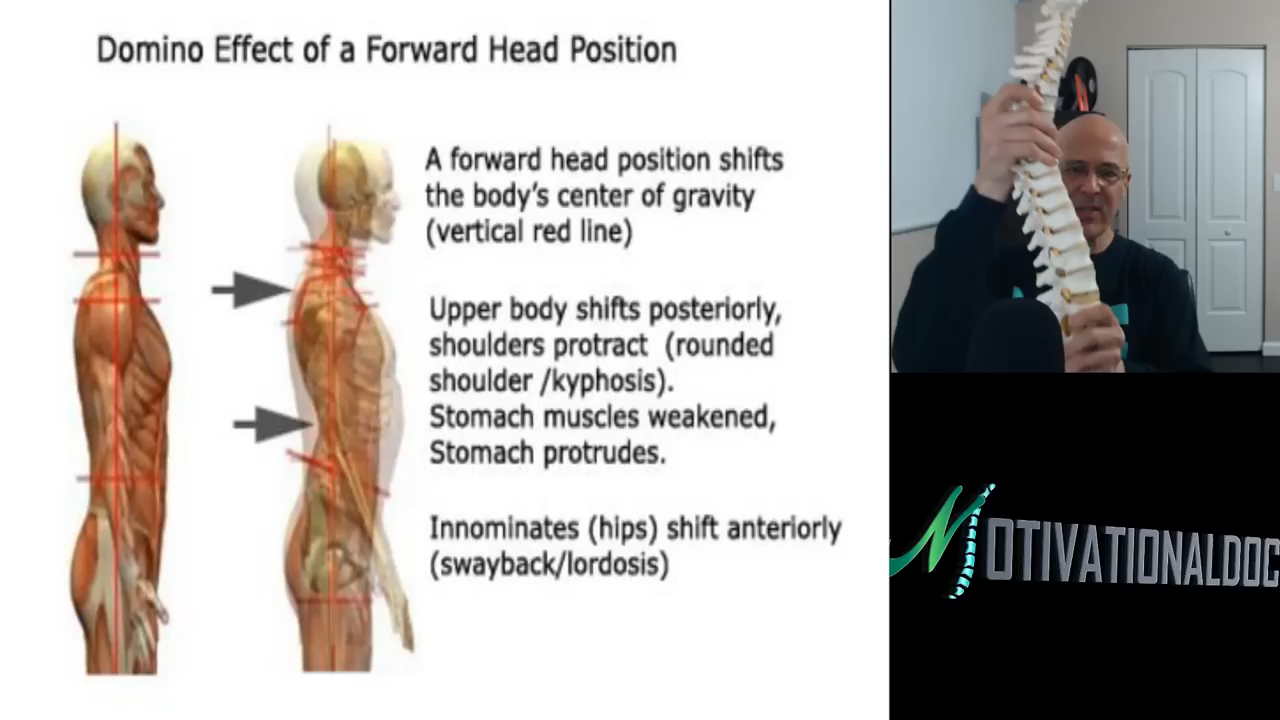 Domino Effect of a Forward Head Position
A forward head position shifts
the body's center of gravity
(vertical red line)
Upper body shifts posteriorly,
shoulders protract (rounded
shoulder /kyphosis).
Stomach muscles weakened,
Stomach protrudes.
Innominates (hips) shift anteriorly
(swayback/lordosis)
MOTIVATIONALDOC